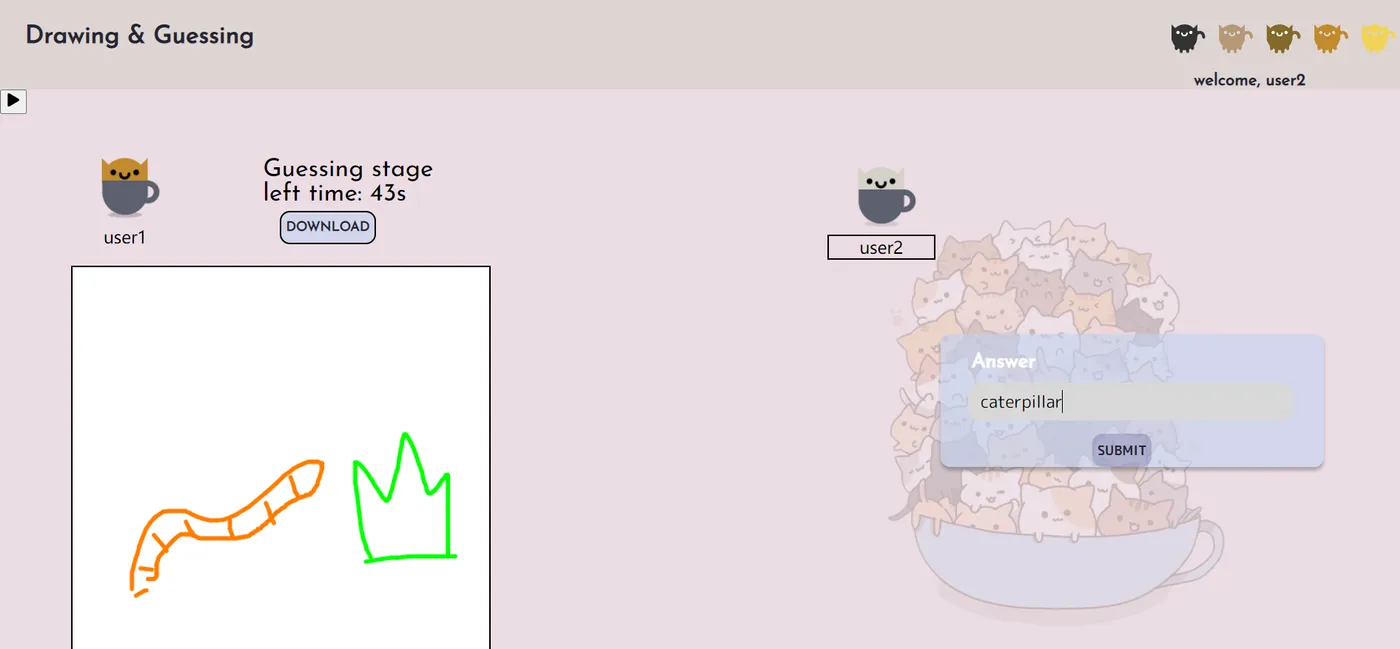 Drawing & Guessing
welcome, user2
Guessing stage
left time: 43s
DOWNLOAD
user1
user2
Answer
caterpillar
SUBMIT